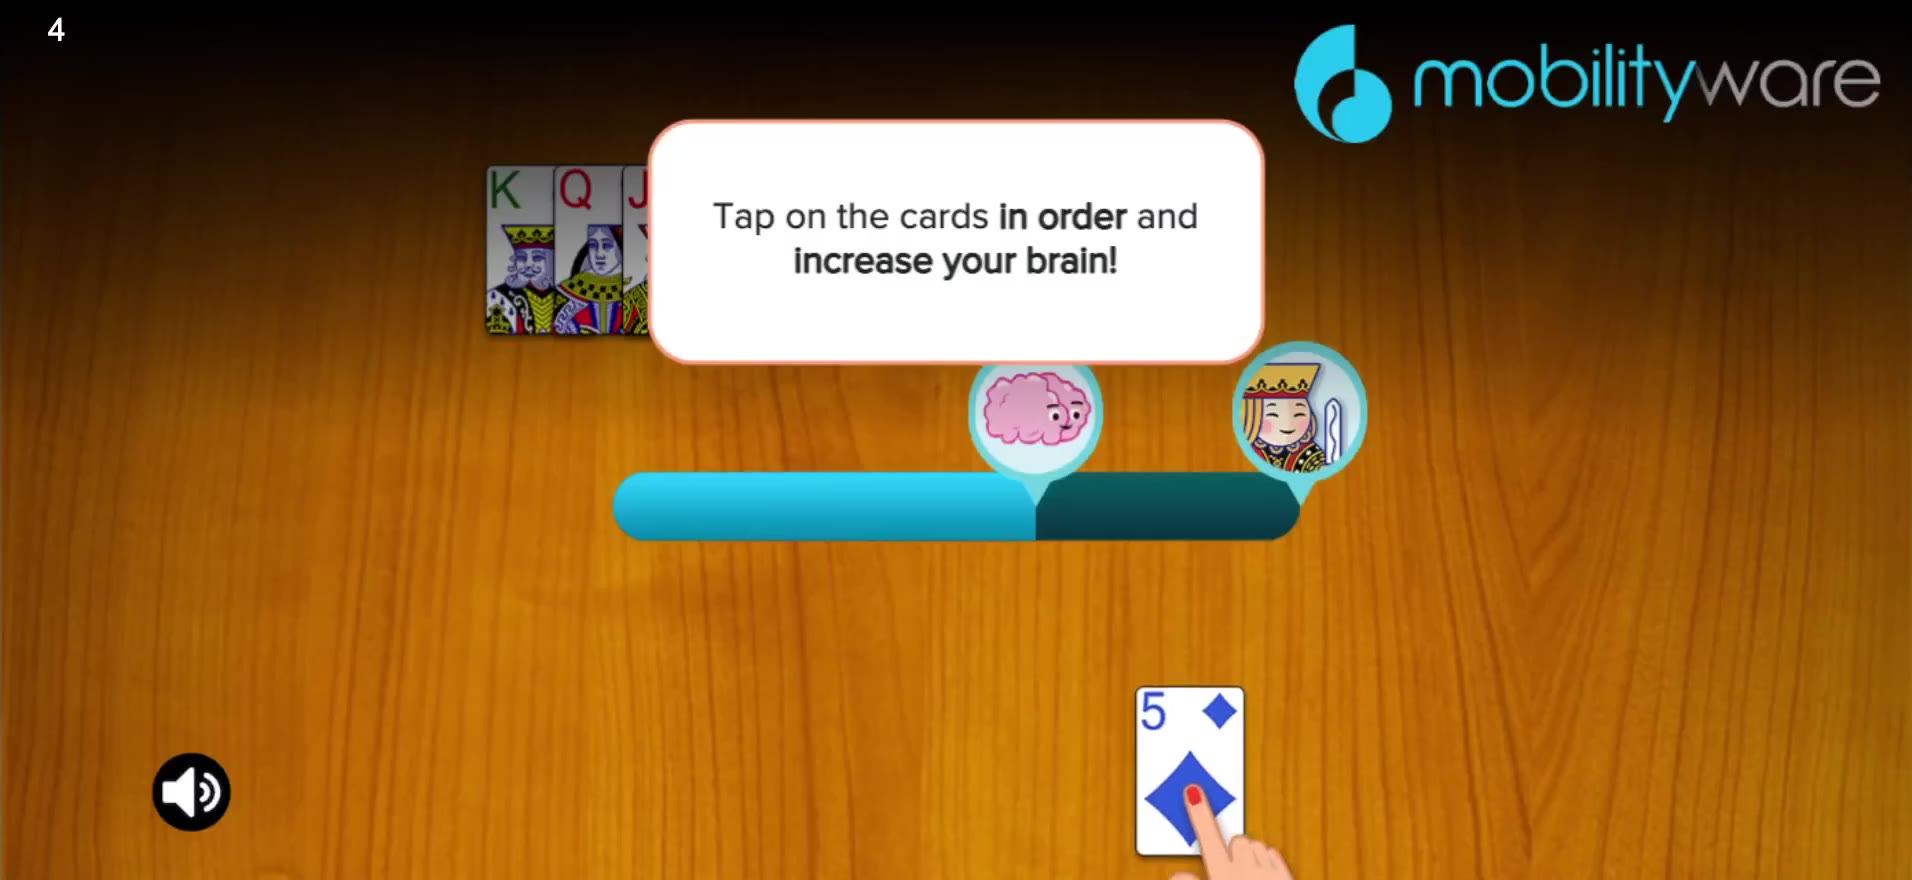 4
mobilityware
K Q J
Tap on the cards in order and
increase your brain!
5